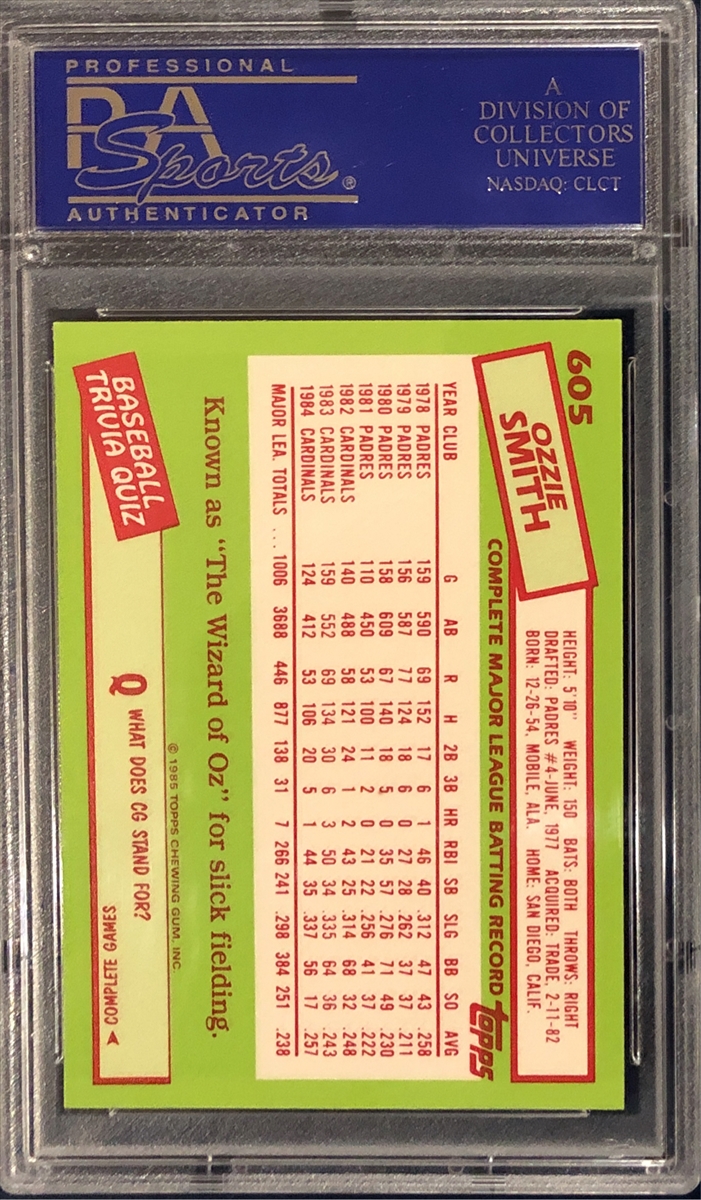 PROFESSIONAL
PSA
Sports®
AUTHENTICATOR
A
DIVISION OF
COLLECTORS
UNIVERSE
NASDAQ: CLCT
605
OZZIE
SMITH
HEIGHT: 5'10" WEIGHT: 150 BATS: BOTH THROWS: RIGHT
DRAFTED: PADRES #4-JUNE, 1977 ACQUIRED: TRADE, 2-11-82
BORN: 12-26-54, MOBILE, ALA. HOME: SAN DIEGO, CALIF.
COMPLETE MAJOR LEAGUE BATTING RECORD topps
YEAR CLUB G AB R H 2B 3B HR RBI SB SLG BB SO AVG
1978 PADRES 159 590 69 152 17 6 1 46 40 .312 47 43 .258
1979 PADRES 156 587 77 124 18 6 0 27 28 .262 37 37 .211
1980 PADRES 158 609 67 140 18 5 0 35 57 .276 71 49 .230
1981 PADRES 110 450 53 100 11 2 0 21 22 .256 41 37 .222
1982 CARDINALS 140 488 58 121 24 1 2 43 25 .314 68 32 .248
1983 CARDINALS 159 552 69 134 30 6 3 50 34 .335 64 36 .243
1984 CARDINALS 124 412 53 106 20 5 1 44 35 .337 56 17 .257
MAJOR LEA. TOTALS ... 1006 3688 446 877 138 31 7 266 241 .298 384 251 .238
Known as "The Wizard of Oz" for slick fielding.
© 1985 TOPPS CHEWING GUM, INC.
BASEBALL
TRIVIA QUIZ
Q WHAT DOES CG STAND FOR?
COMPLETE GAMES